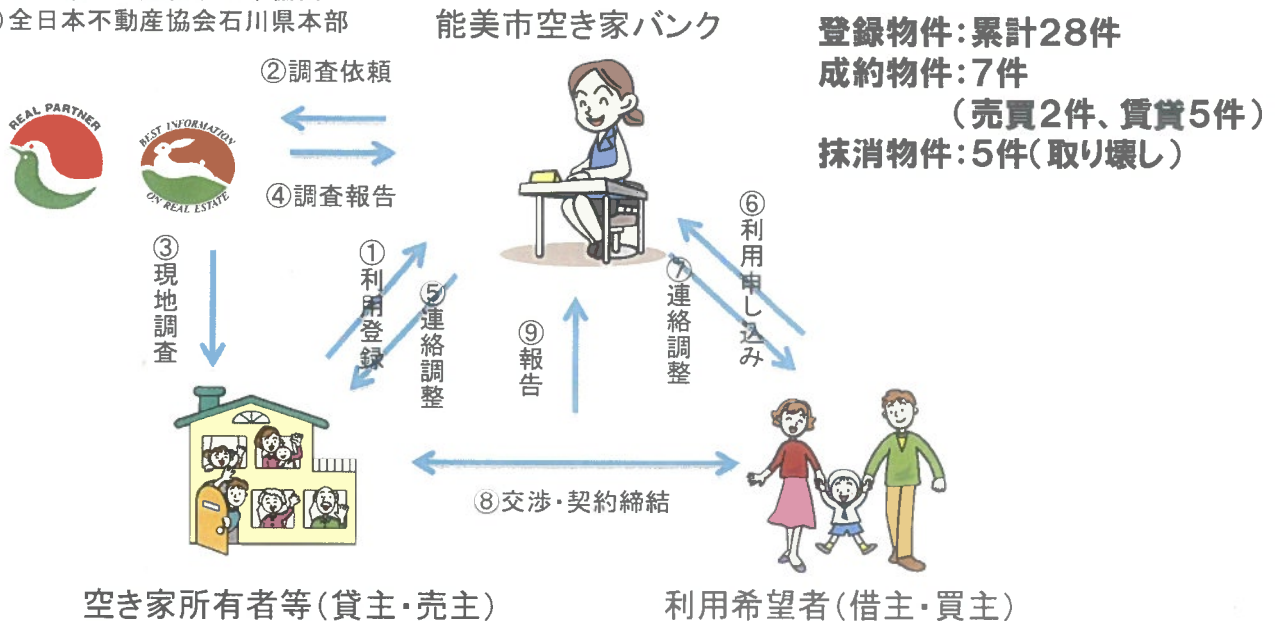 )全日本不動産協会石川県本部
能美市空き家バンク
登録物件：累計28件
成約物件：7件
（売買2件、賃貸5件）
抹消物件：5件（取り壊し）
②調査依頼
REAL PARTNER
BEST INFORMATION
ON REAL ESTATE
④調査報告
③現地調査
①利用登録
⑤連絡調整
⑨報告
⑦連絡調整
⑥利用申し込み
⑧交渉・契約締結
空き家所有者等（貸主・売主）
利用希望者（借主・買主）